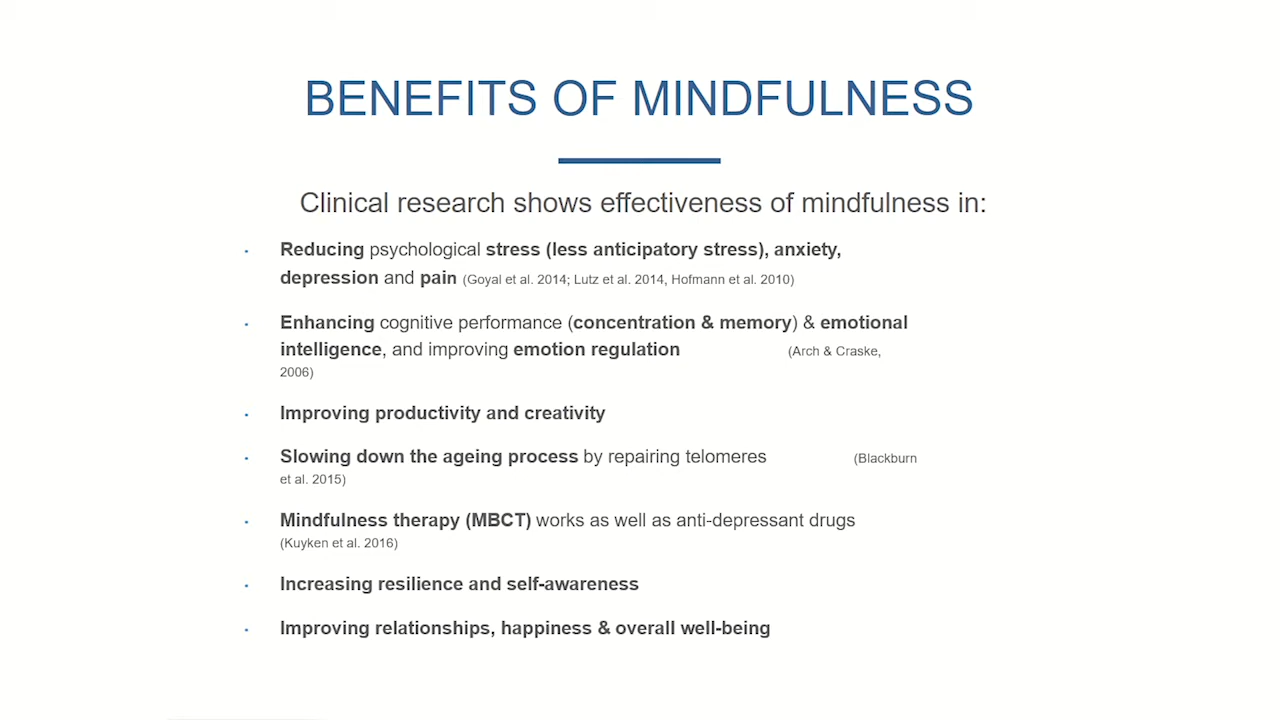 BENEFITS OF MINDFULNESS
Clinical research shows effectiveness of mindfulness in:
· Reducing psychological stress (less anticipatory stress), anxiety,
depression and pain (Goyal et al. 2014; Lutz et al. 2014, Hofmann et al. 2010)
· Enhancing cognitive performance (concentration & memory) & emotional
intelligence, and improving emotion regulation (Arch & Craske,
2006)
· Improving productivity and creativity
· Slowing down the ageing process by repairing telomeres (Blackburn
et al. 2015)
· Mindfulness therapy (MBCT) works as well as anti-depressant drugs
(Kuyken et al. 2016)
· Increasing resilience and self-awareness
· Improving relationships, happiness & overall well-being